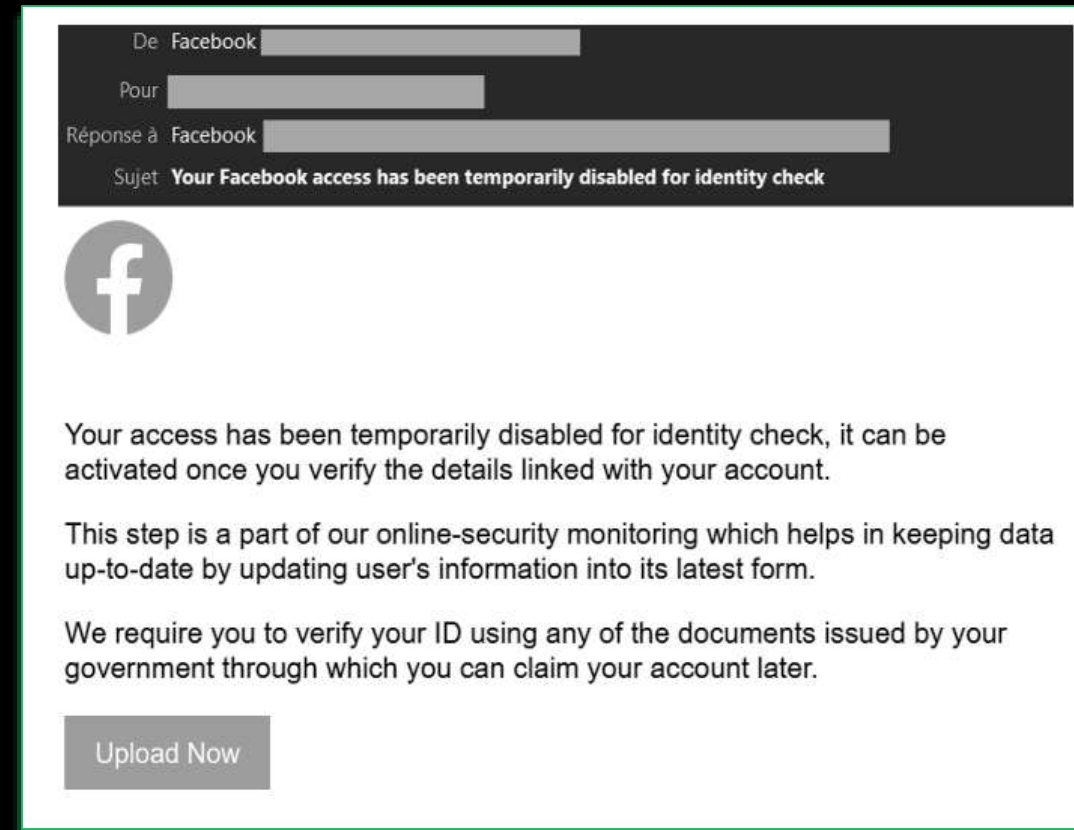 De Facebook
Pour
Réponse à Facebook
Sujet Your Facebook access has been temporarily disabled for identity check
Your access has been temporarily disabled for identity check, it can be
activated once you verify the details linked with your account.
This step is a part of our online-security monitoring which helps in keeping data
up-to-date by updating user's information into its latest form.
We require you to verify your ID using any of the documents issued by your
government through which you can claim your account later.
Upload Now